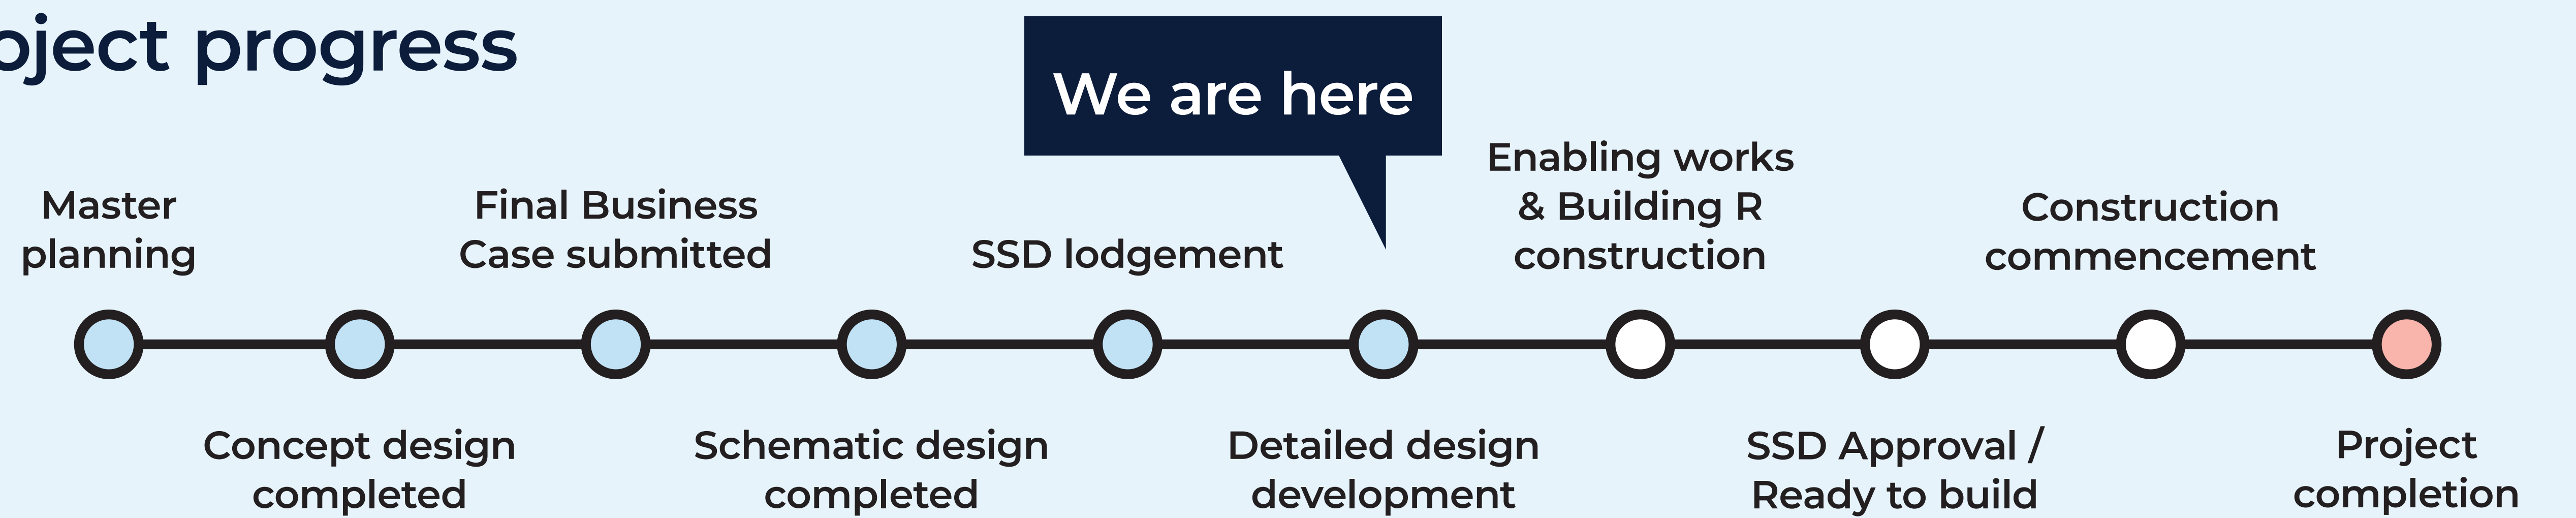 oject progress
We are here
Master
planning
Concept design
completed
Final Business
Case submitted
Schematic design
completed
SSD lodgement
Detailed design
development
Enabling works
& Building R
construction
SSD Approval /
Ready to build
Construction
commencement
Project
completion